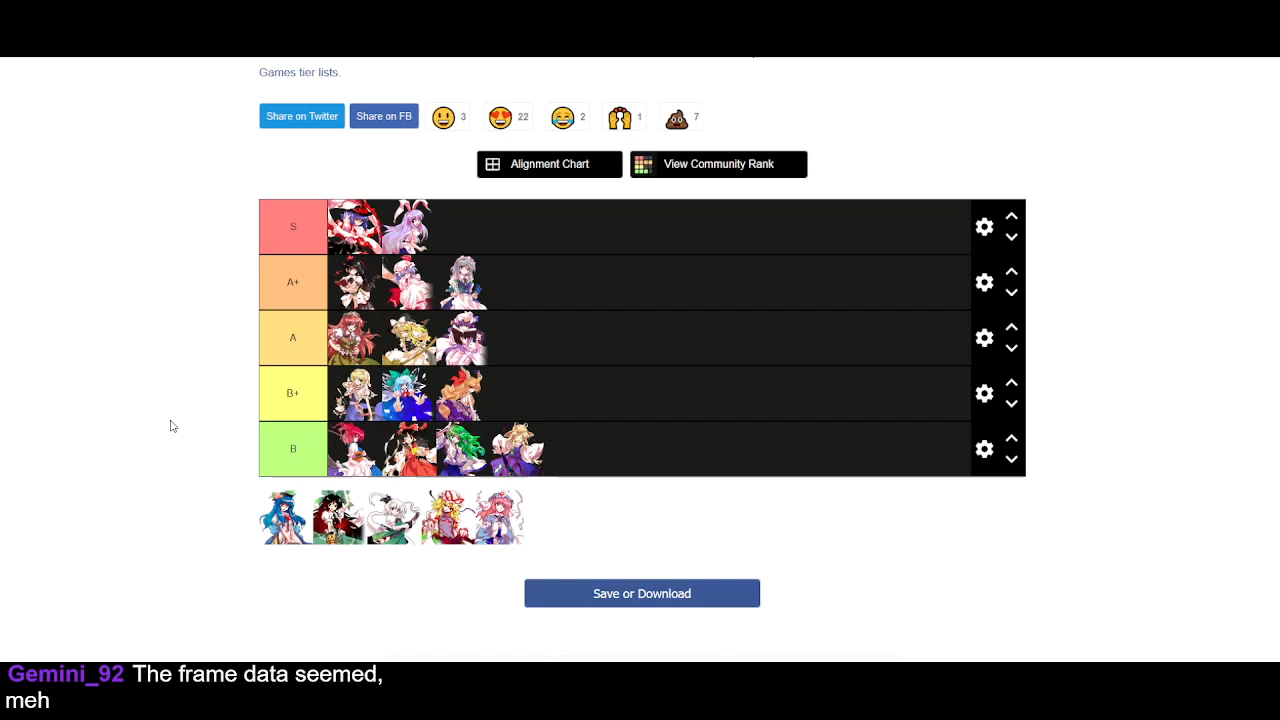 Games tier lists.
Share on Twitter Share on FB 3 22 2 1 7
Alignment Chart View Community Rank
S
A+
A
B+
B
Save or Download
Gemini_92 The frame data seemed,
meh